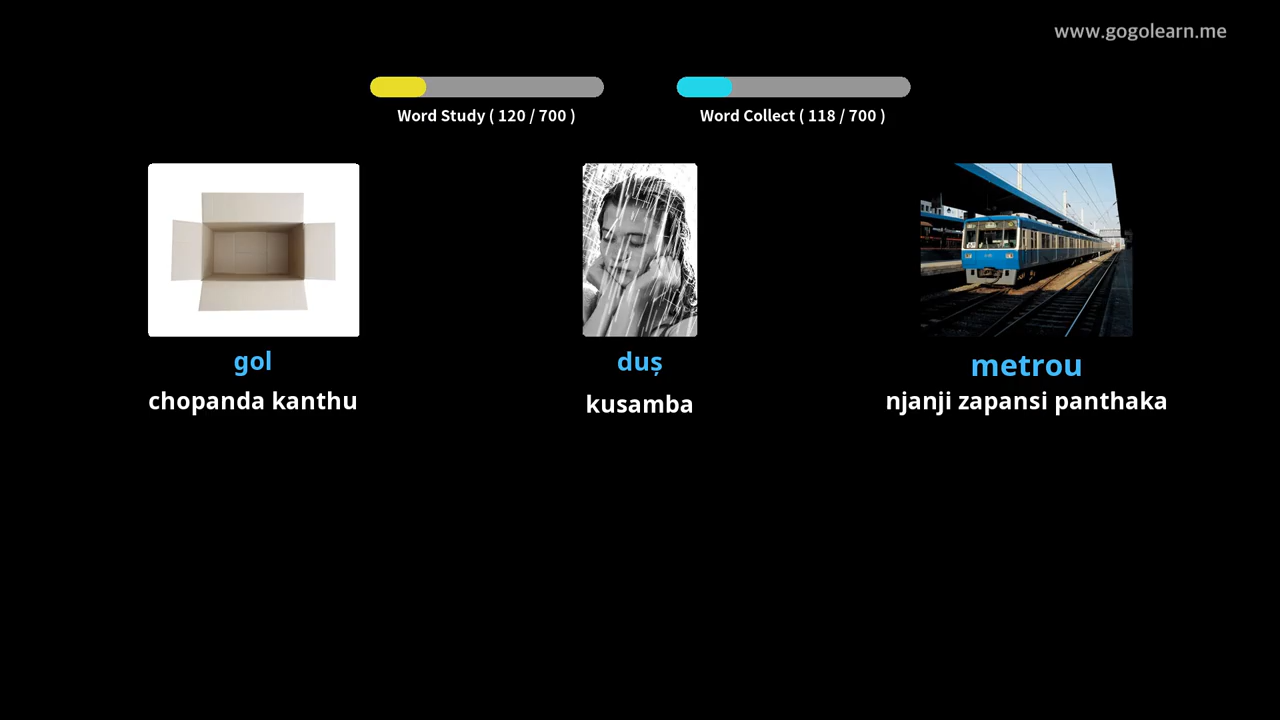 www.gogolearn.me
Word Study ( 120 / 700 )
Word Collect ( 118 / 700 )
gol
duș
metrou
chopanda kanthu
kusamba
njanji zapansi panthaka